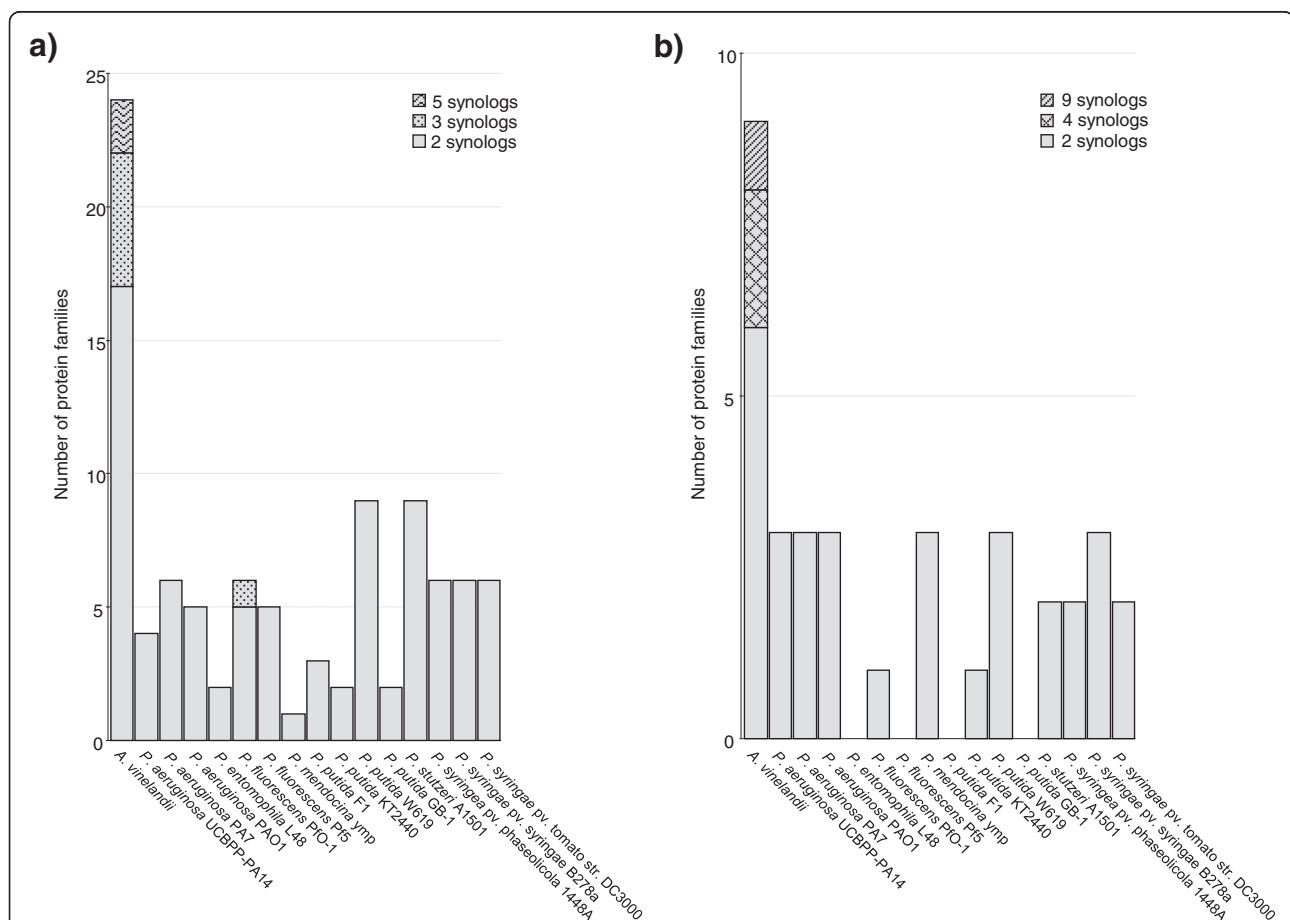 a)
25
20
15
10
5
0
Number of protein families
5 synologs
3 synologs
2 synologs
A. vinelandii
P. aeruginosa UCBPP-PA14
P. aeruginosa PA7
P. aeruginosa PAO1
P. entomophila L48
P. fluorescens PfO-1
P. fluorescens Pf5
P. mendocina ymp
P. putida F1
P. putida KT2440
P. putida W619
P. putida GB-1
P. stutzeri A1501
P. syringea pv. phaseolicola 1448A
P. syringae pv. syringae B278a
P. syringae pv. tomato str. DC3000
b)
10
5
0
Number of protein families
9 synologs
4 synologs
2 synologs
A. vinelandii
P. aeruginosa UCBPP-PA14
P. aeruginosa PA7
P. aeruginosa PAO1
P. entomophila L48
P. fluorescens PfO-1
P. fluorescens Pf5
P. mendocina ymp
P. putida F1
P. putida KT2440
P. putida W619
P. putida GB-1
P. stutzeri A1501
P. syringea pv. phaseolicola 1448A
P. syringae pv. syringae B278a
P. syringae pv. tomato str. DC3000